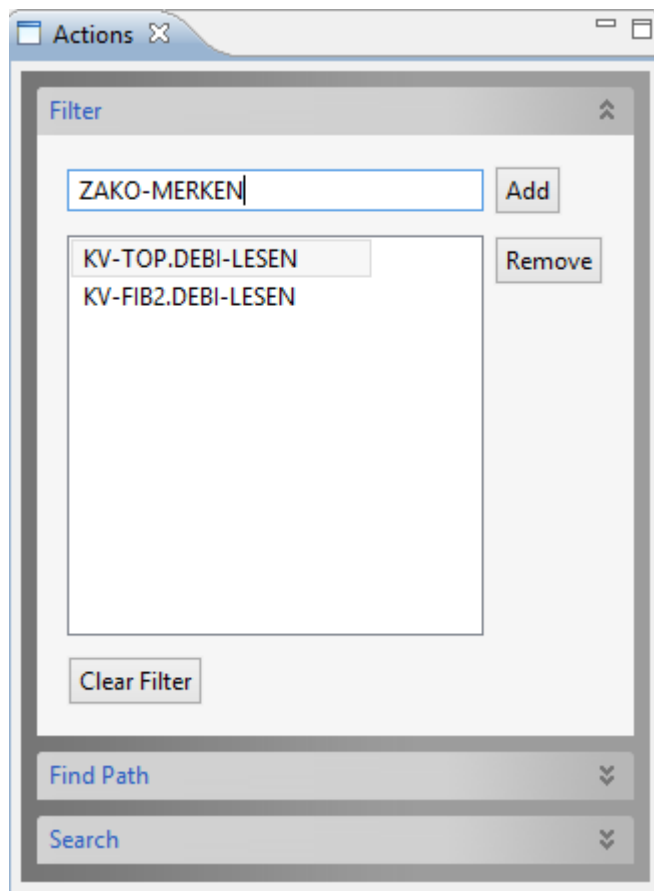 Actions
Filter
ZAKO-MERKEN Add
KV-TOP.DEBI-LESEN Remove
KV-FIB2.DEBI-LESEN
Clear Filter
Find Path
Search